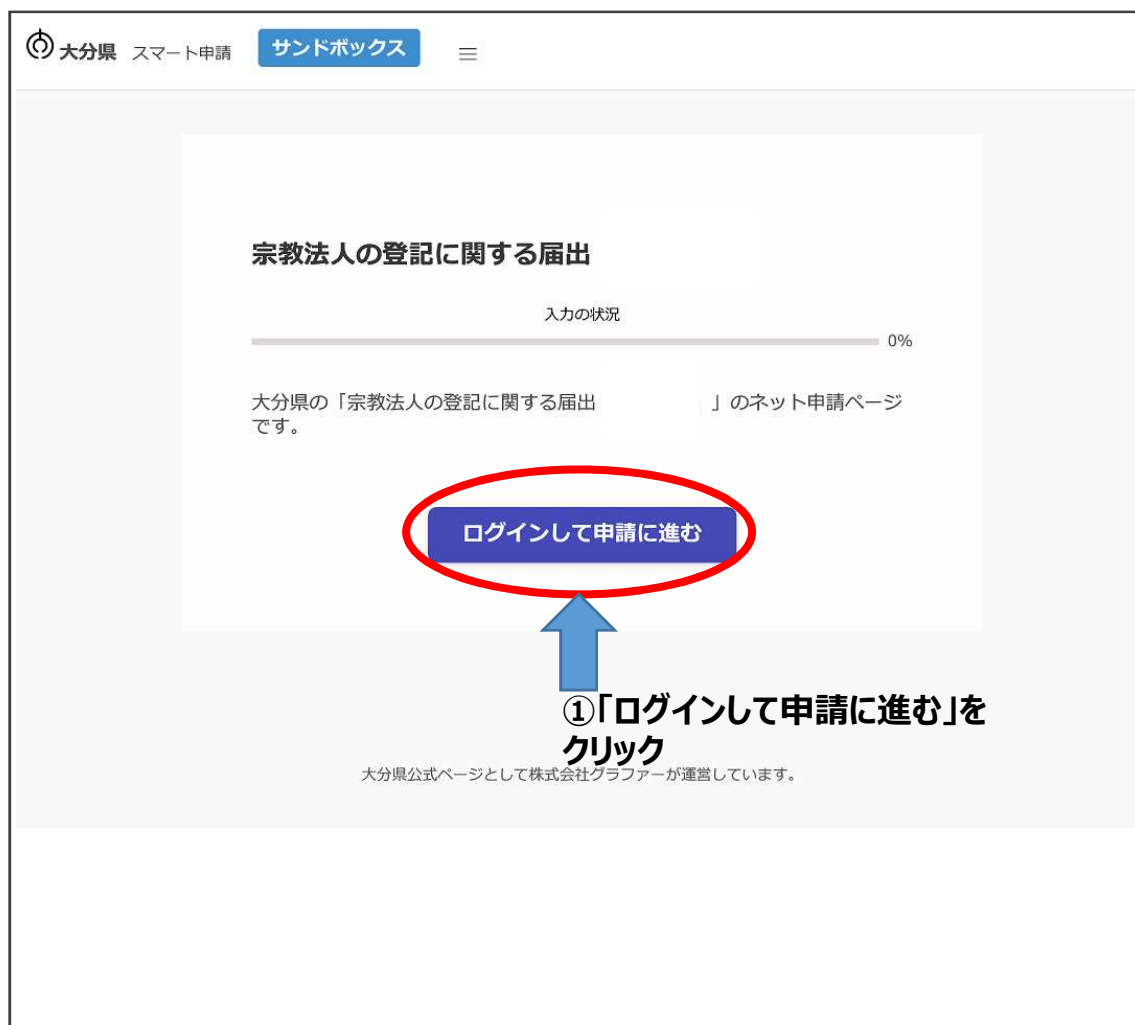 大分県 スマート申請 サンドボックス
宗教法人の登記に関する届出
入力の状況
0%
大分県の「宗教法人の登記に関する届出 」のネット申請ページ
です。
ログインして申請に進む
①「ログインして申請に進む」を
クリック
大分県公式ページとして株式会社グラファーが運営しています。